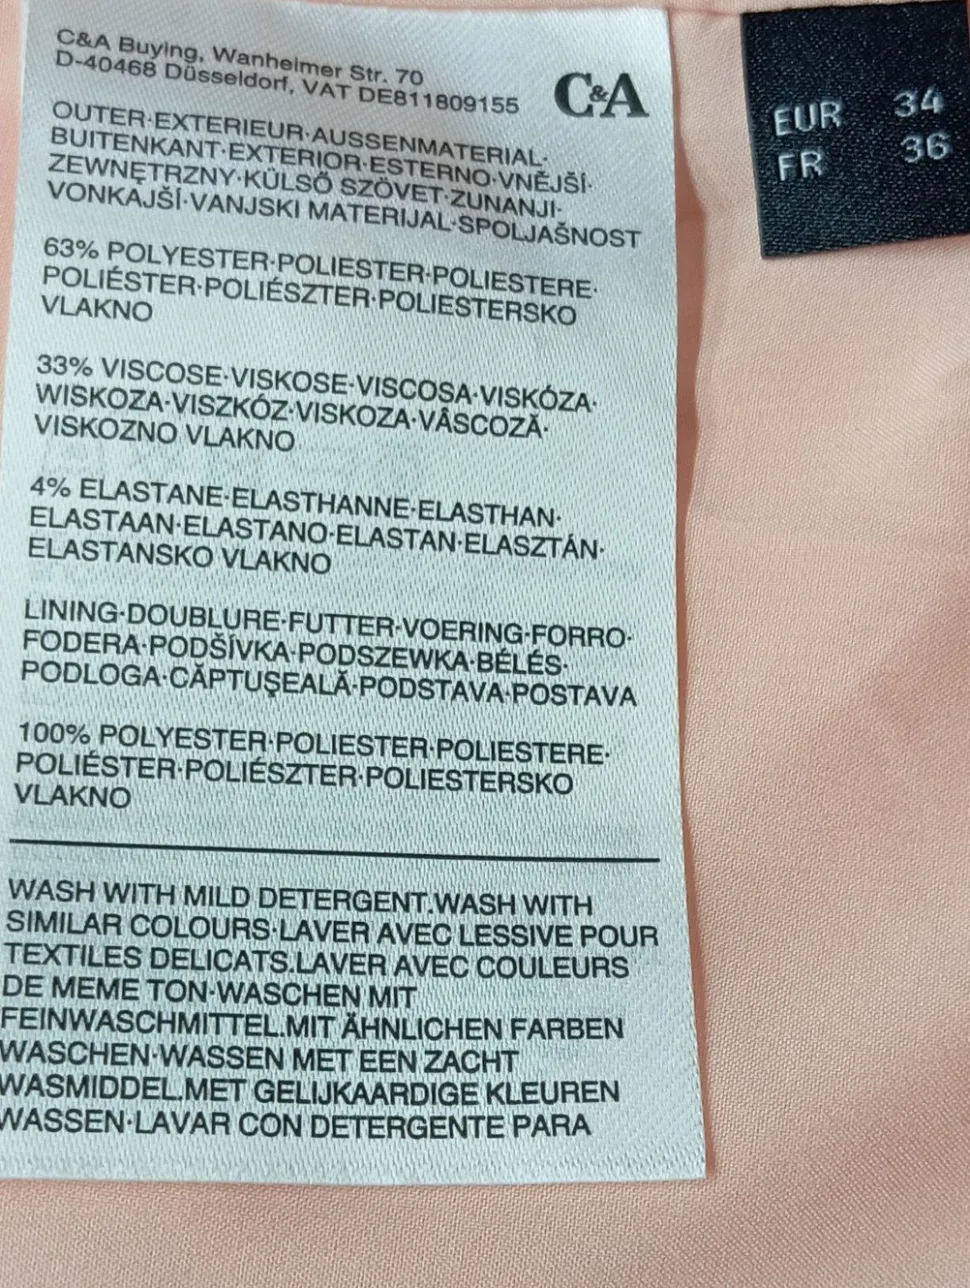 C&A Buying, Wanheimer Str. 70
D-40468 Düsseldorf, VAT DE811809155
C&A
OUTER·EXTERIEUR·AUSSENMATERIAL·
BUITENKANT·EXTERIOR·ESTERNO·VNĚJŠÍ·
ZEWNĘTRZNY·KÜLSŐ SZÖVET·ZUNANJI·
VONKAJŠÍ·VANJSKI MATERIJAL·SPOLJAŠNOST
63% POLYESTER·POLIESTER·POLIESTERE·
POLIÉSTER·POLIÉSZTER·POLIESTERSKO
VLAKNO
33% VISCOSE·VISKOSE·VISCOSA·VISKÓZA·
WISKOZA·VISZKÓZ·VISKOZA·VÂSCOZĂ·
VISKOZNO VLAKNO
4% ELASTANE·ELASTHANNE·ELASTHAN·
ELASTAAN·ELASTANO·ELASTAN·ELASZTÁN·
ELASTANSKO VLAKNO
LINING·DOUBLURE·FUTTER·VOERING·FORRO·
FODERA·PODŠÍVKA·PODSZEWKA·BÉLÉS·
PODLOGA·CĂPTUŞEALĂ·PODSTAVA·POSTAVA
100% POLYESTER·POLIESTER·POLIESTERE·
POLIÉSTER·POLIÉSZTER·POLIESTERSKO
VLAKNO
WASH WITH MILD DETERGENT.WASH WITH
SIMILAR COLOURS·LAVER AVEC LESSIVE POUR
TEXTILES DELICATS.LAVER AVEC COULEURS
DE MEME TON·WASCHEN MIT
FEINWASCHMITTEL.MIT ÄHNLICHEN FARBEN
WASCHEN·WASSEN MET EEN ZACHT
WASMIDDEL.MET GELIJKAARDIGE KLEUREN
WASSEN·LAVAR CON DETERGENTE PARA
EUR 34
FR 36